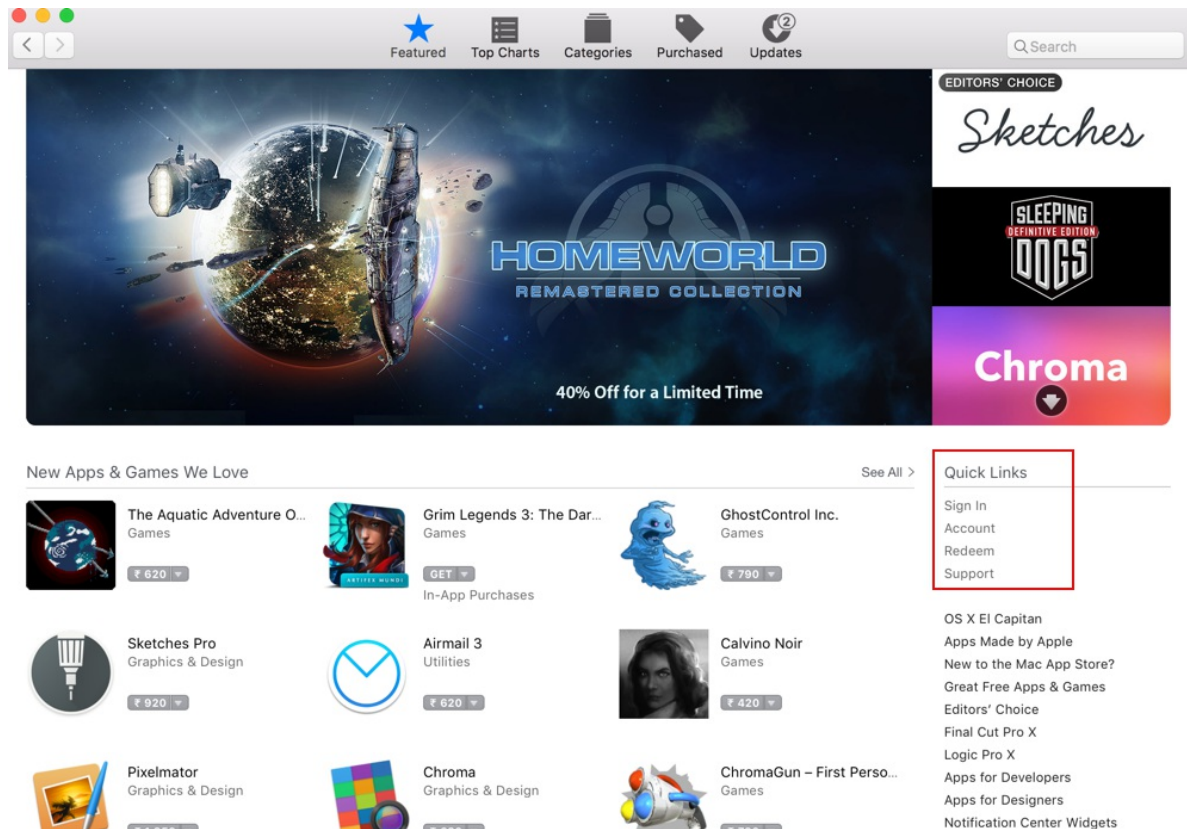 Featured
Top Charts
Categories
Purchased
2
Updates
Search
HOMEWORLD
REMASTERED COLLECTION
40% Off for a Limited Time
EDITORS' CHOICE
Sketches
SLEEPING
DEFINITIVE EDITION
DOGS
Chroma
New Apps & Games We Love
See All >
The Aquatic Adventure O...
Games
₹ 620
Grim Legends 3: The Dar...
Games
ARTIFEX MUNDI
GET
In-App Purchases
GhostControl Inc.
Games
₹ 790
Sketches Pro
Graphics & Design
₹ 920
Airmail 3
Utilities
₹ 620
Calvino Noir
Games
₹ 420
Pixelmator
Graphics & Design
Chroma
Graphics & Design
ChromaGun – First Perso...
Games
Quick Links
Sign In
Account
Redeem
Support
OS X El Capitan
Apps Made by Apple
New to the Mac App Store?
Great Free Apps & Games
Editors' Choice
Final Cut Pro X
Logic Pro X
Apps for Developers
Apps for Designers
Notification Center Widgets